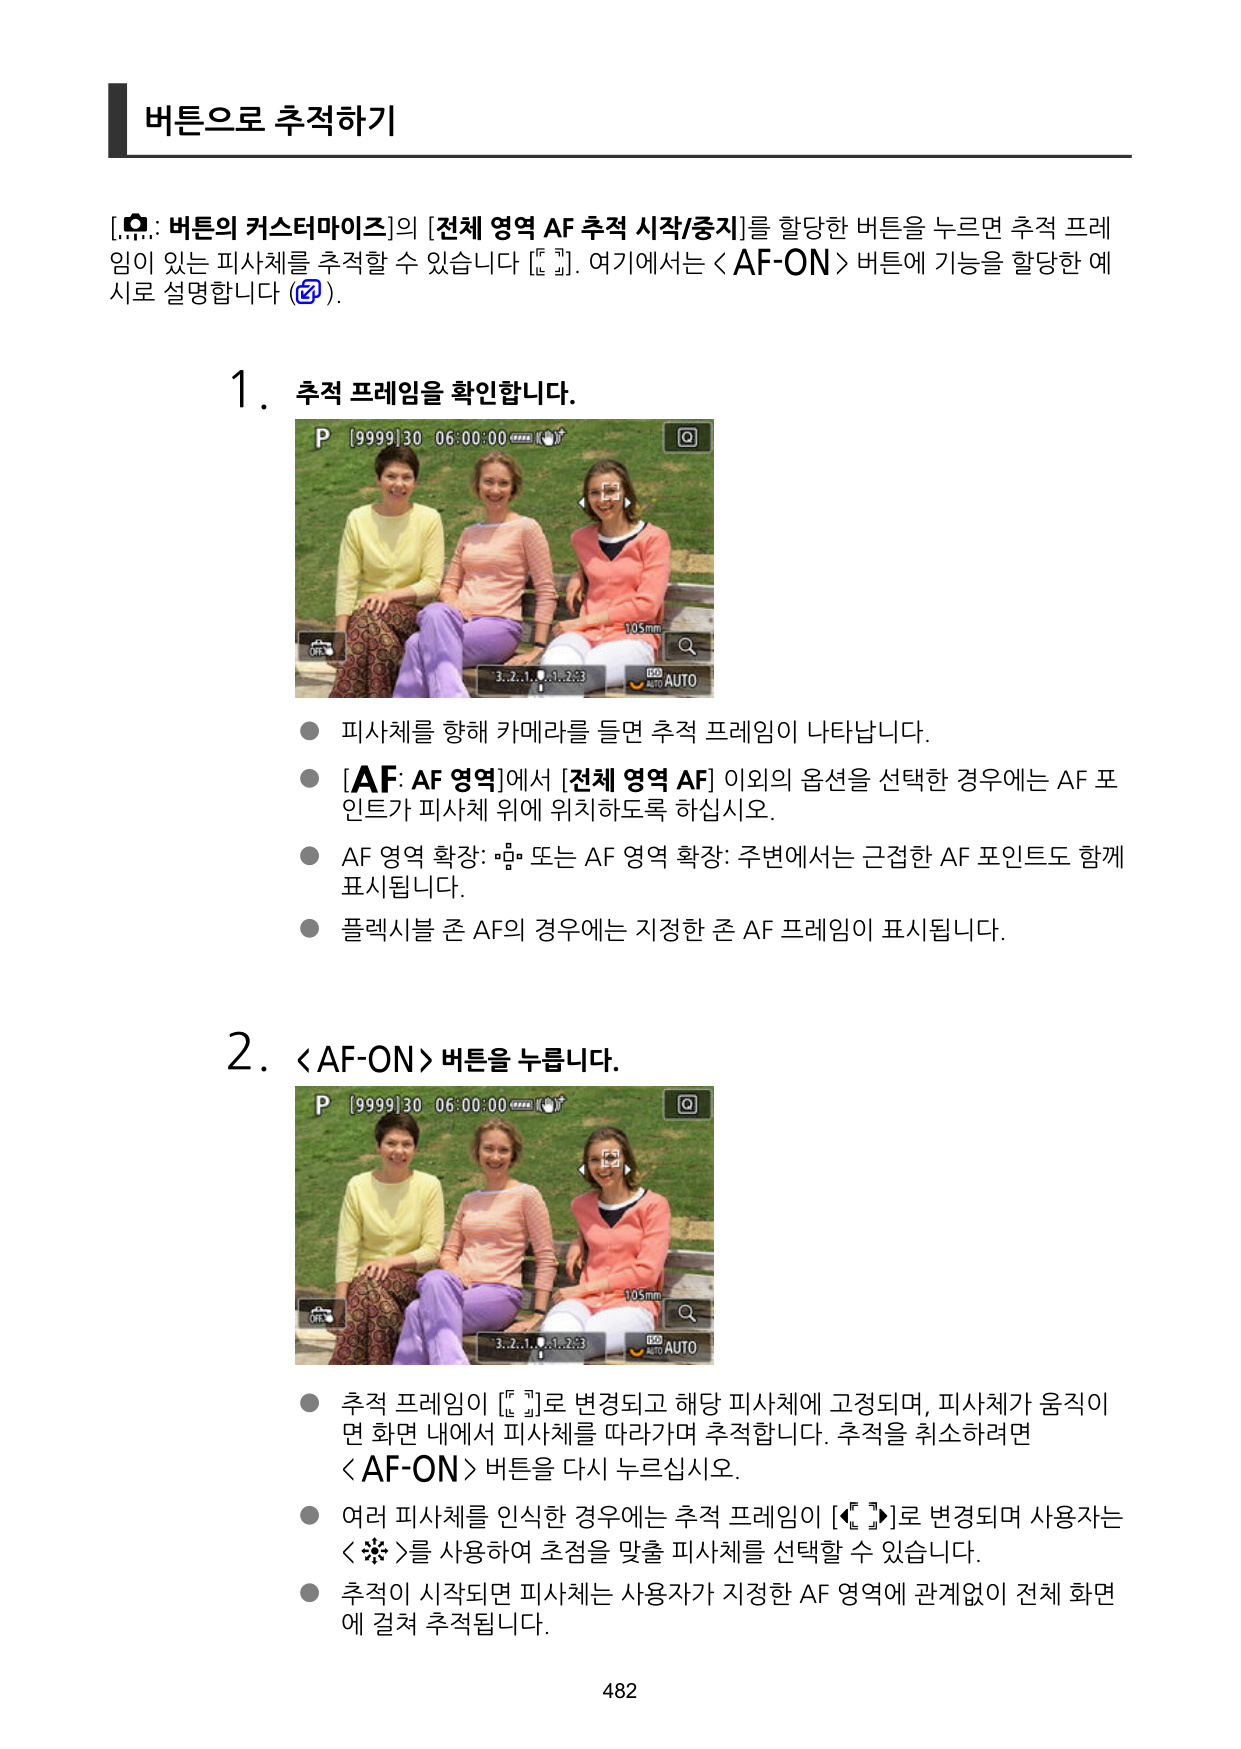 버튼으로 추적하기
[: 버튼의 커스터마이즈]의 [전체 영역 AF 추적 시작/중지]를 할당한 버튼을 누르면 추적 프레
임이 있는 피사체를 추적할 수 있습니다 [ ]. 여기에서는 < AF-ON > 버튼에 기능을 할당한 예
시로 설명합니다 ( ).
1. 추적 프레임을 확인합니다.
P [9999]30 06:00:00
Q
105mm
OFF
3..2..1..0..1..2..3
ISO AUTO AUTO
● 피사체를 향해 카메라를 들면 추적 프레임이 나타납니다.
● [AF: AF 영역]에서 [전체 영역 AF] 이외의 옵션을 선택한 경우에는 AF 포
인트가 피사체 위에 위치하도록 하십시오.
● AF 영역 확장: 또는 AF 영역 확장: 주변에서는 근접한 AF 포인트도 함께
표시됩니다.
● 플렉시블 존 AF의 경우에는 지정한 존 AF 프레임이 표시됩니다.
2. < AF-ON > 버튼을 누릅니다.
P [9999]30 06:00:00
Q
105mm
OFF
3..2..1..0..1..2..3
ISO AUTO AUTO
● 추적 프레임이 [ ]로 변경되고 해당 피사체에 고정되며, 피사체가 움직이
면 화면 내에서 피사체를 따라가며 추적합니다. 추적을 취소하려면
< AF-ON > 버튼을 다시 누르십시오.
● 여러 피사체를 인식한 경우에는 추적 프레임이 [ ]로 변경되며 사용자는
< >를 사용하여 초점을 맞출 피사체를 선택할 수 있습니다.
● 추적이 시작되면 피사체는 사용자가 지정한 AF 영역에 관계없이 전체 화면
에 걸쳐 추적됩니다.
482